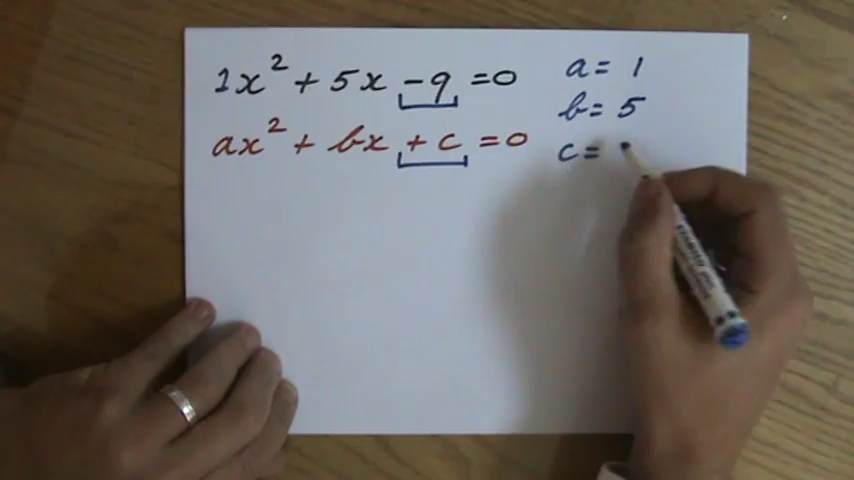 1x² + 5x - 9 = 0
ax² + bx + c = 0
a = 1
b = 5
c =